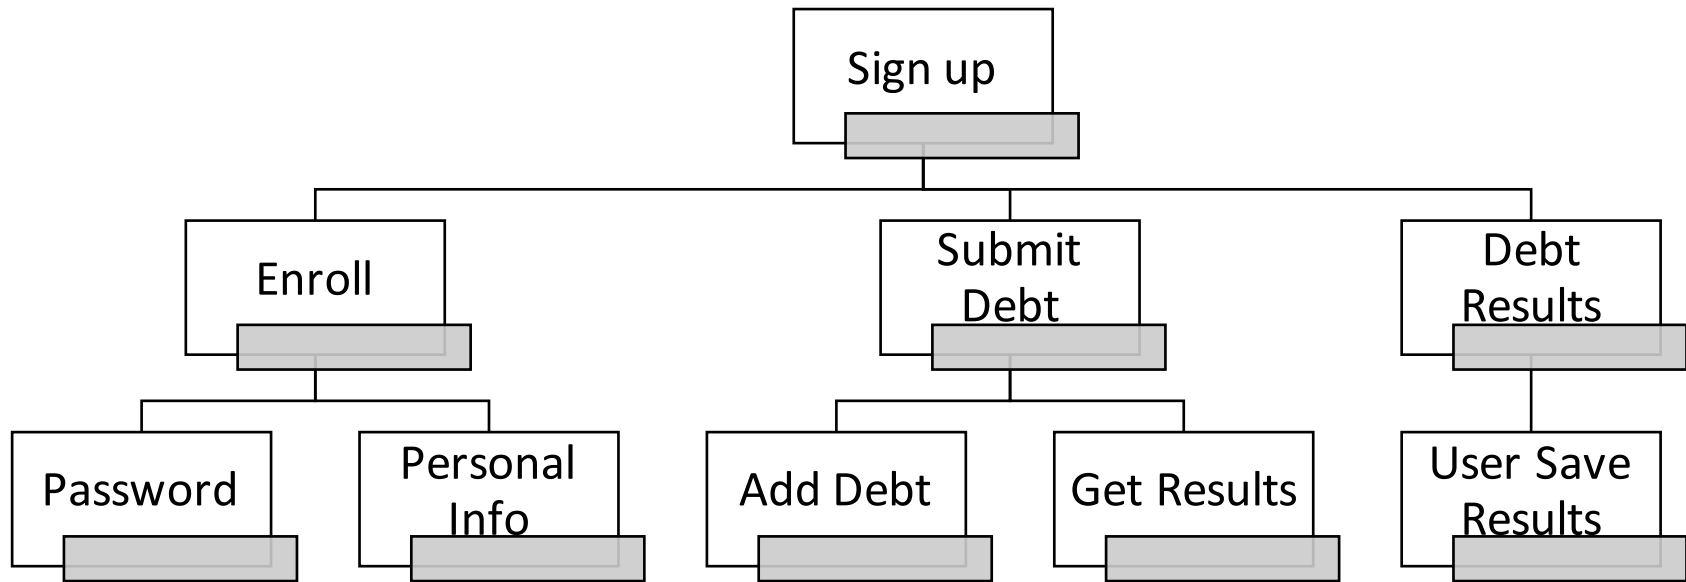 Sign up
Enroll
Submit
Debt
Debt
Results
Password
Personal
Info
Add Debt
Get Results
User Save
Results